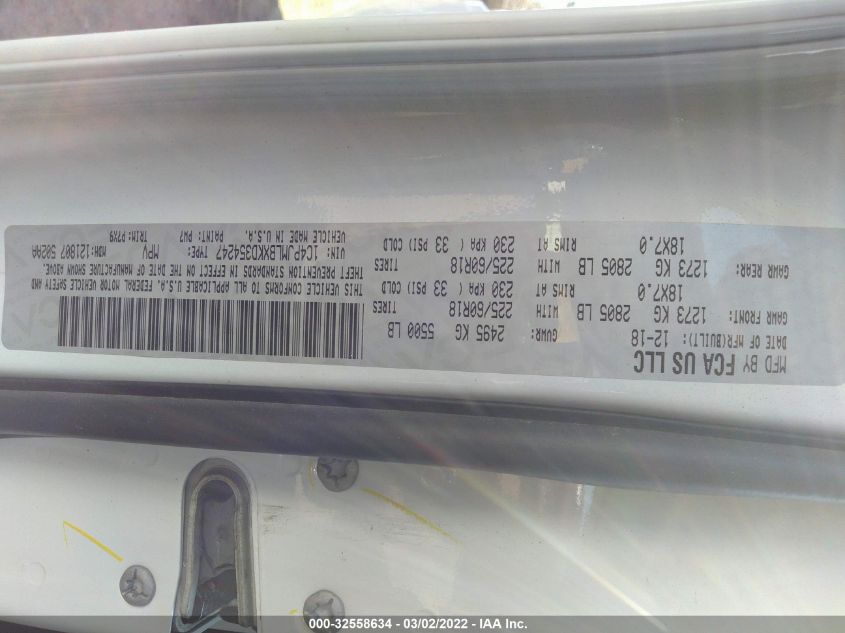 MFD BY FCA US LLC
DATE OF MFR(BUILT): 12-18 GVWR: 2495 KG 5500 LB
GAWR FRONT: 1273 KG 2805 LB WITH 225/60R18 TIRES
18X7.0 RIMS AT 230 KPA ( 33 PSI) COLD
GAWR REAR: 1273 KG 2805 LB WITH 225/60R18 TIRES
18X7.0 RIMS AT 230 KPA ( 33 PSI) COLD
THIS VEHICLE CONFORMS TO ALL APPLICABLE FEDERAL MOTOR VEHICLE SAFETY AND
THEFT PREVENTION STANDARDS IN EFFECT ON THE DATE OF MANUFACTURE SHOWN ABOVE.
VIN: 1C4PJMLBXKD354247 TYPE: MPV MDH: 121807 502AA
VEHICLE MADE IN U.S.A. PAINT: PW7 TRIM: P7X9
000-32558634 - 03/02/2022 - IAA Inc.